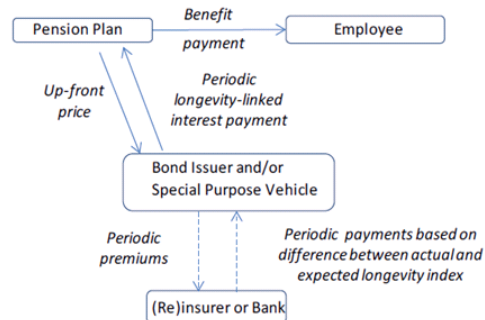 Pension Plan
Benefit
payment
Employee
Up-front
price
Periodic
longevity-linked
interest payment
Bond Issuer and/or
Special Purpose Vehicle
Periodic
premiums
Periodic payments based on
difference between actual and
expected longevity index
(Re)insurer or Bank